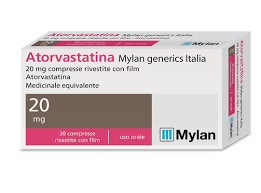 Atorvastatina Mylan generics Italia
20 mg compresse rivestite con film
Atorvastatina
Medicinale equivalente
20
mg
30 compresse
rivestite con film
uso orale
Mylan